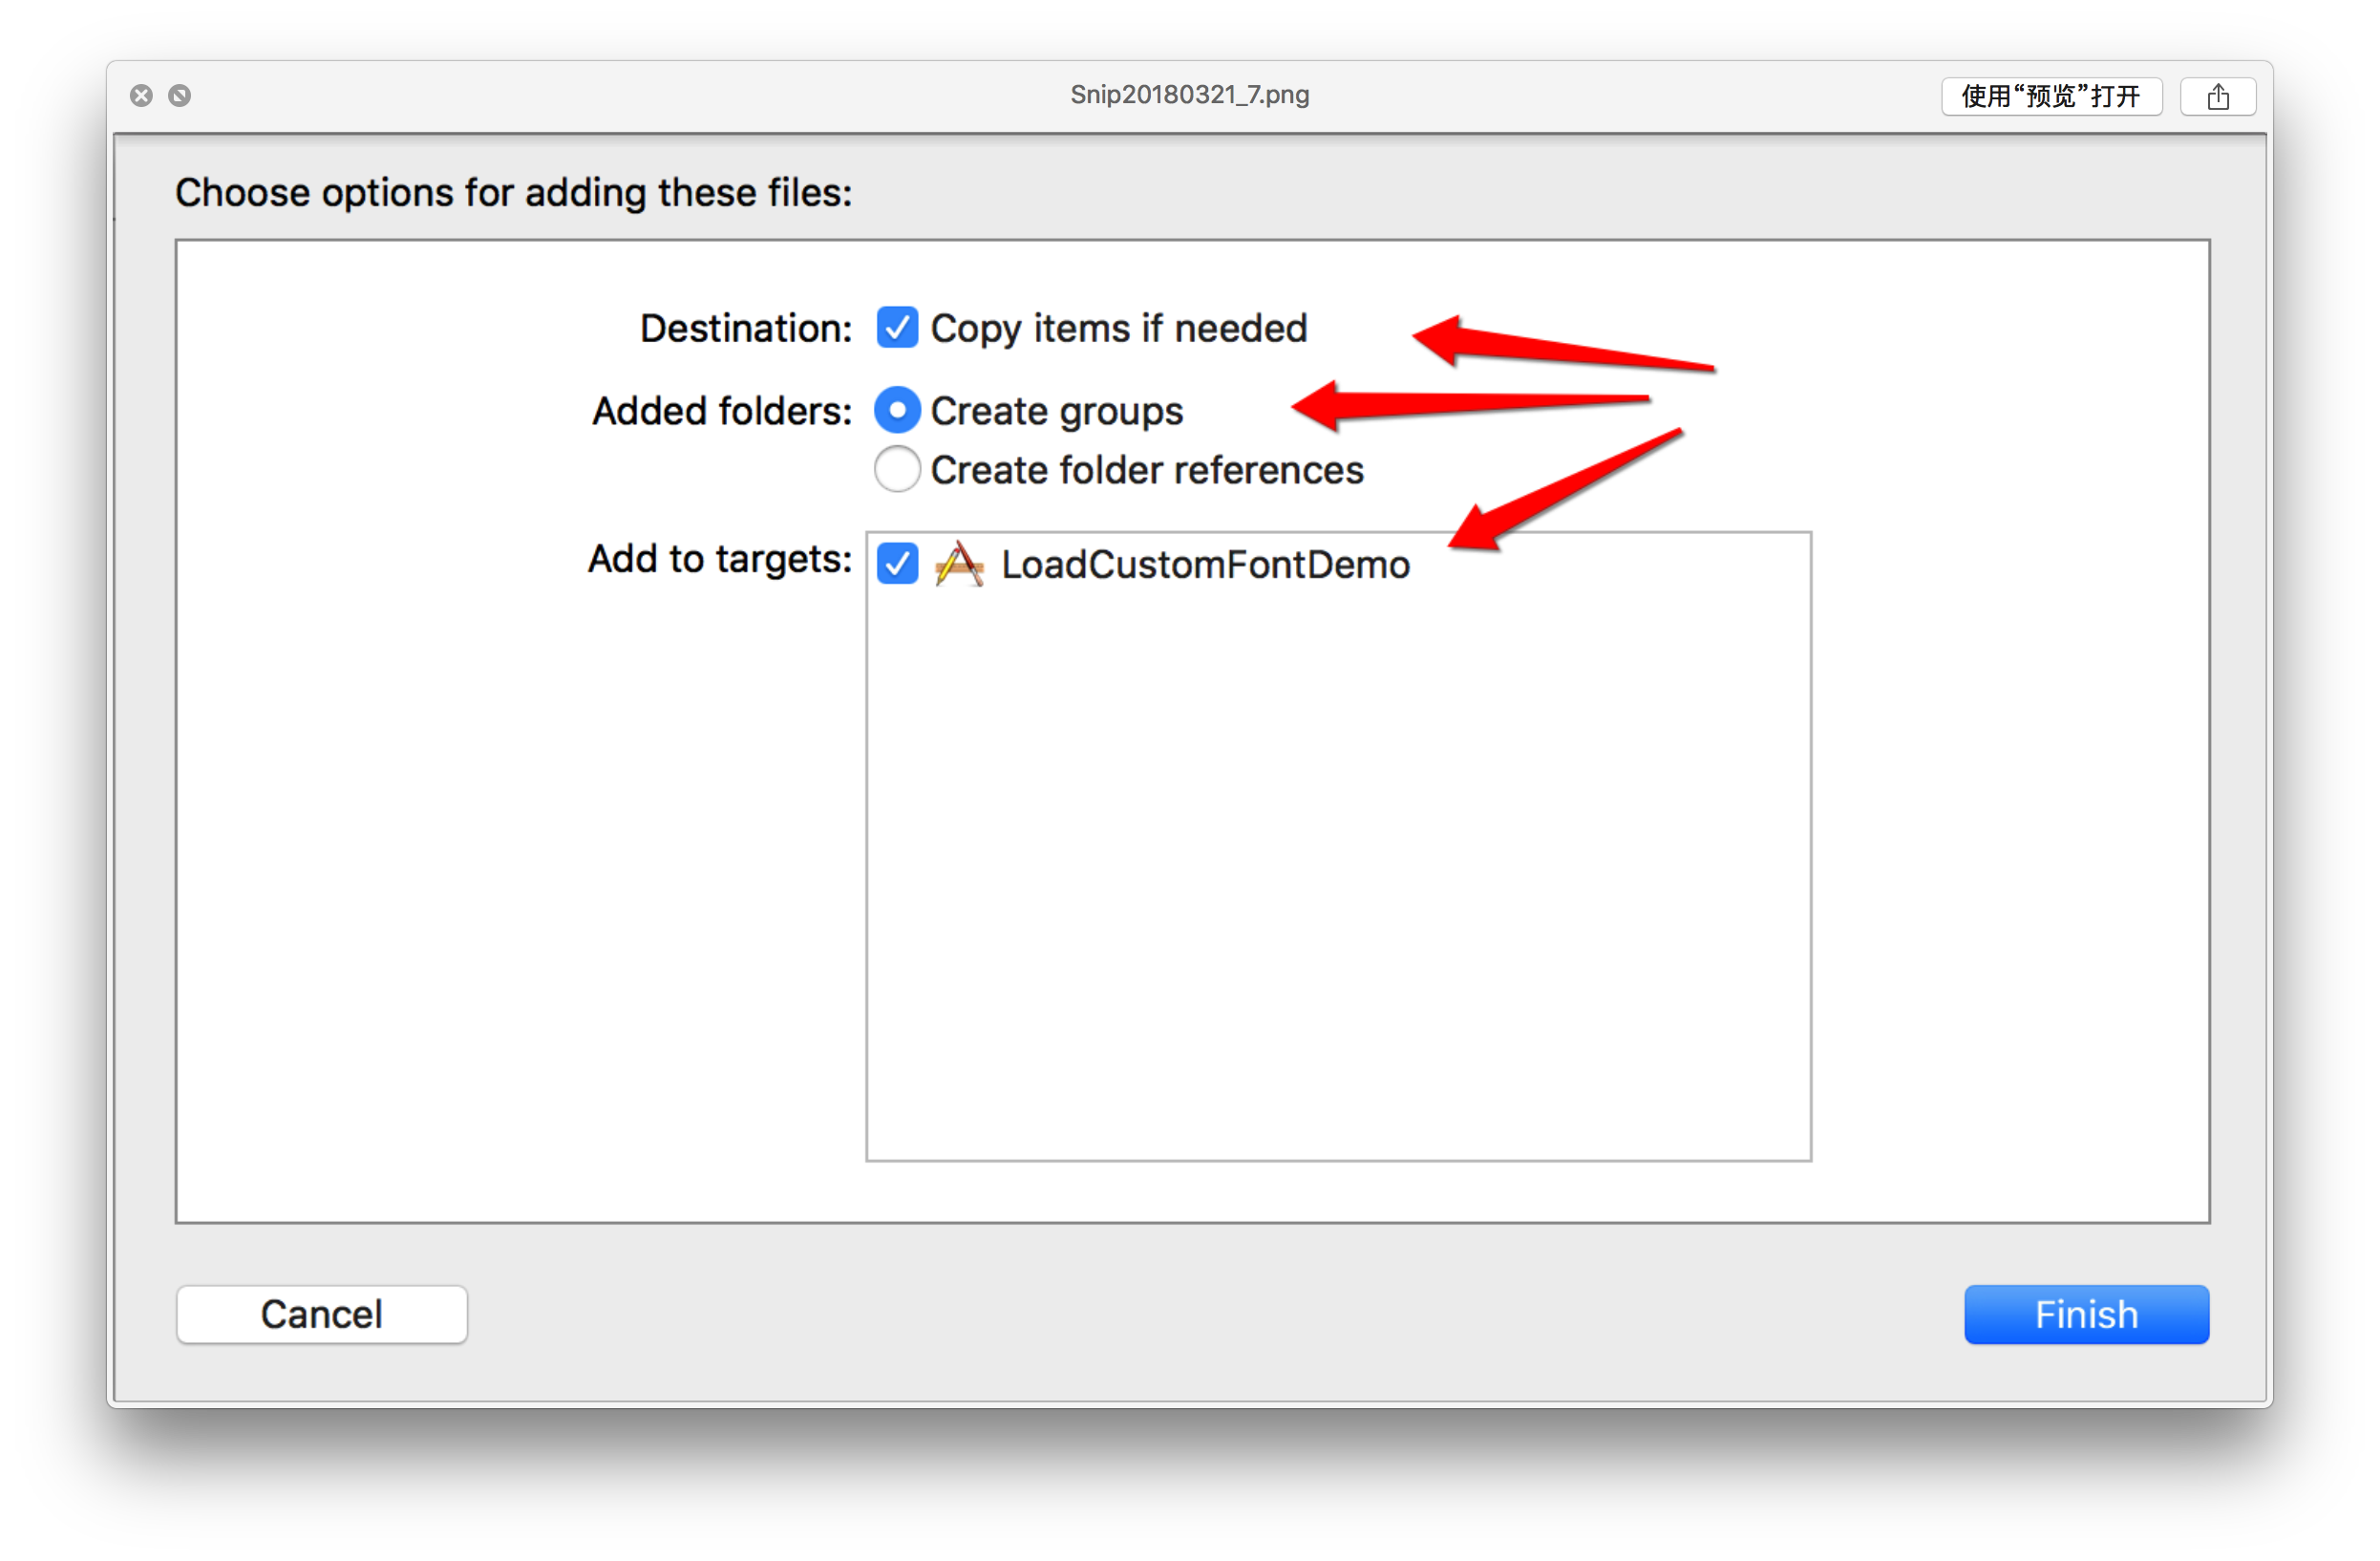 Snip20180321_7.png
使用“预览”打开
Choose options for adding these files:
Destination: Copy items if needed
Added folders: Create groups
Create folder references
Add to targets: LoadCustomFontDemo
Cancel
Finish